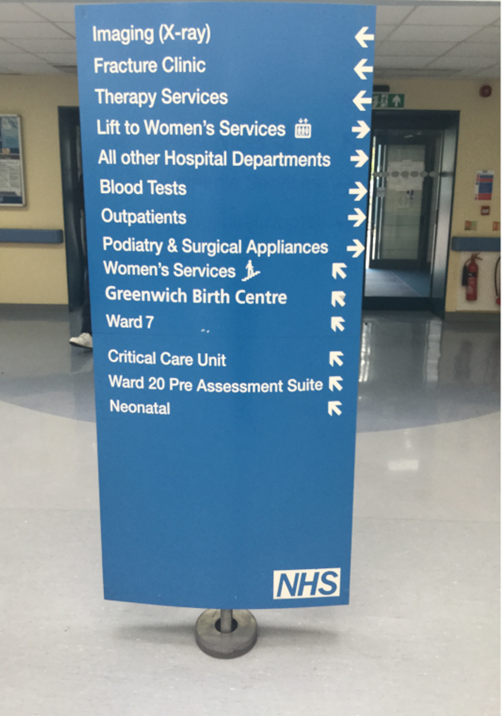 Imaging (X-ray)
Fracture Clinic
Therapy Services
Lift to Women's Services
All other Hospital Departments
Blood Tests
Outpatients
Podiatry & Surgical Appliances
Women's Services
Greenwich Birth Centre
Ward 7
Critical Care Unit
Ward 20 Pre Assessment Suite
Neonatal
NHS